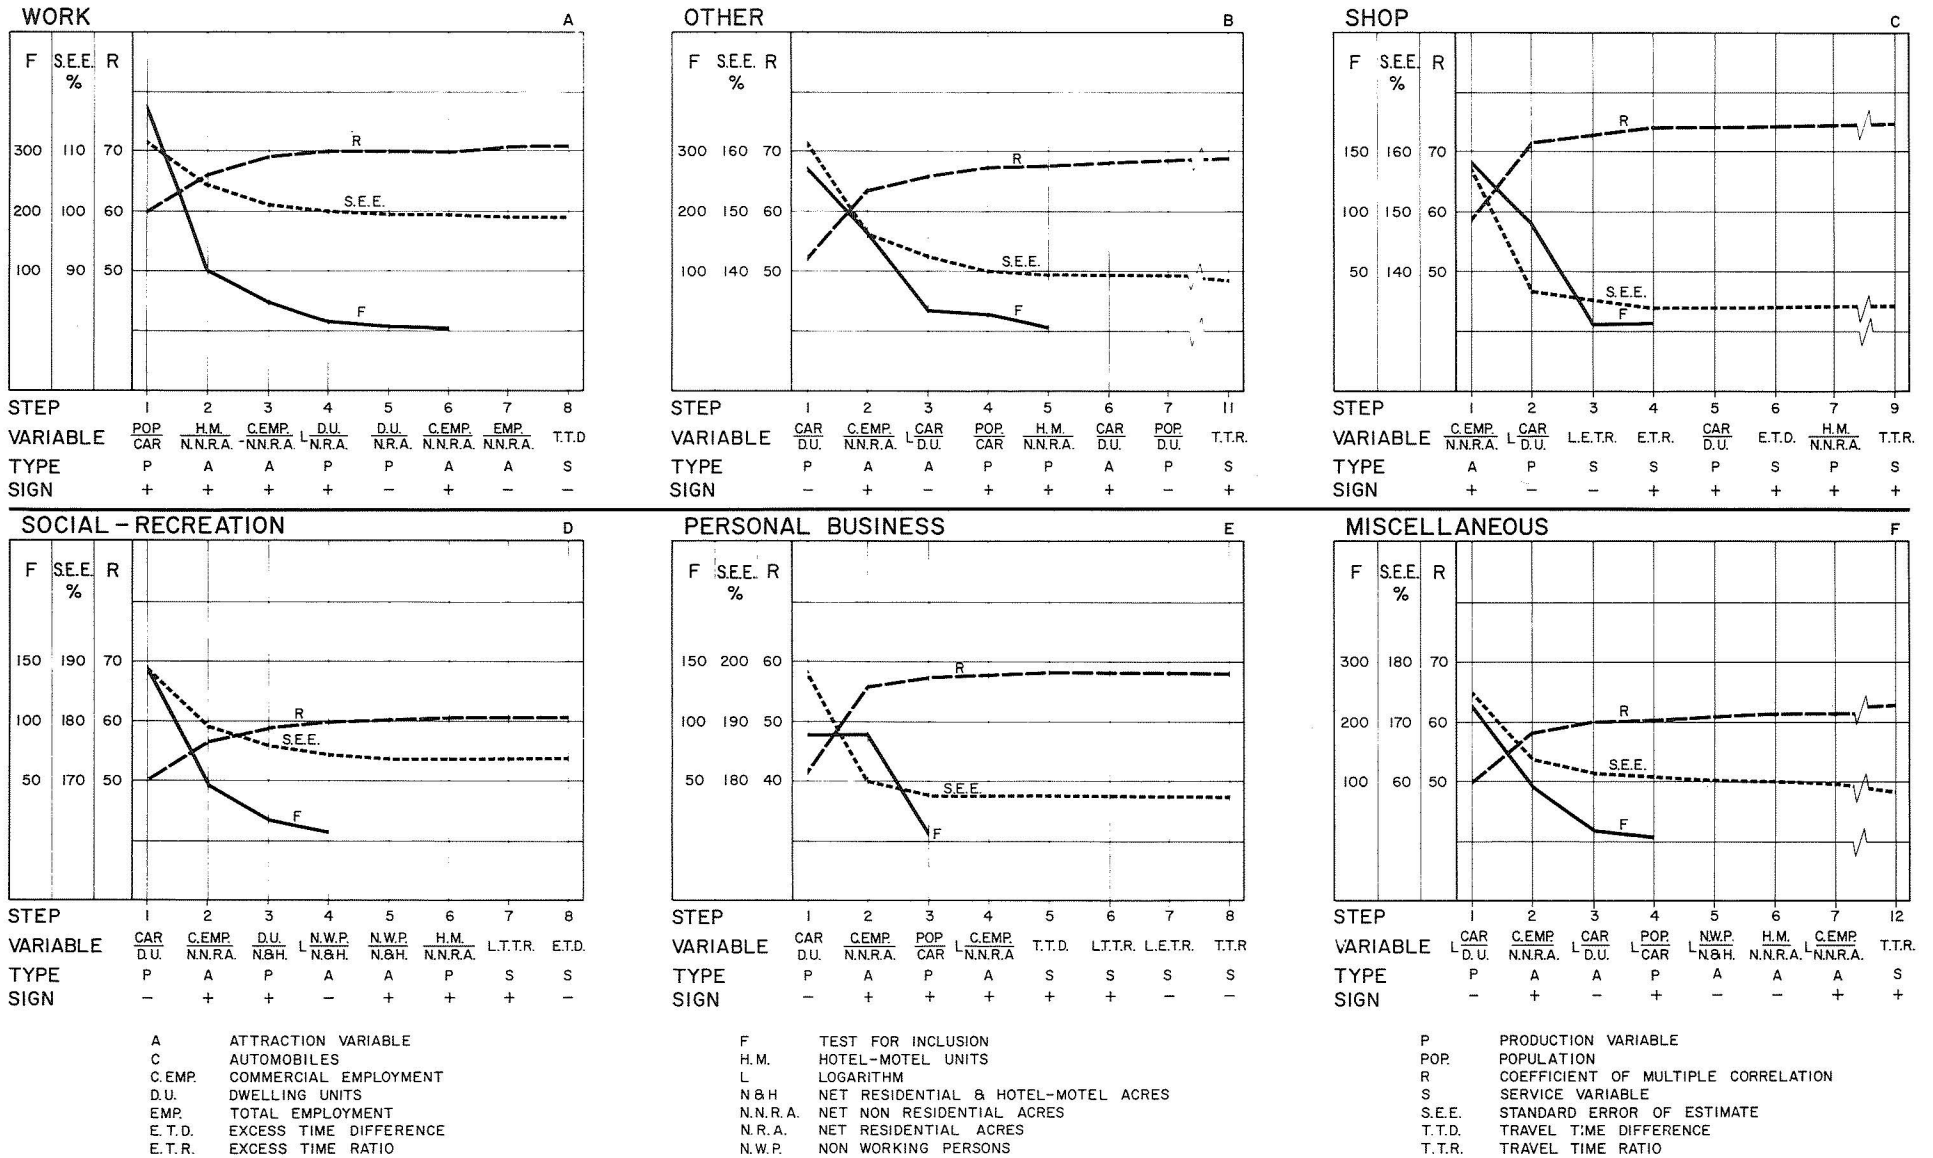 WORK A
F S.E.E. % R
300 110 70
200 100 60
100 90 50
R
S.E.E.
F
STEP 1 2 3 4 5 6 7 8
VARIABLE POP./CAR H.M./N.N.R.A. -C.EMP./N.N.R.A. L D.U./N.R.A. D.U./N.R.A. C.EMP./N.N.R.A. EMP./N.N.R.A. T.T.D
TYPE P A A P P A A S
SIGN + + + + - + - -
OTHER B
F S.E.E. % R
300 160 70
200 150 60
100 140 50
R
S.E.E.
F
STEP 1 2 3 4 5 6 7 11
VARIABLE CAR/D.U. C.EMP./N.N.R.A. L CAR/D.U. POP./CAR H.M./N.N.R.A. CAR/D.U. POP./D.U. T.T.R.
TYPE P A A P P A P S
SIGN - + - + + + - +
SHOP C
F S.E.E. % R
150 160 70
100 150 60
50 140 50
R
S.E.E.
F
STEP 1 2 3 4 5 6 7 9
VARIABLE C.EMP./N.N.R.A. L CAR/D.U. L.E.T.R. E.T.R. CAR/D.U. E.T.D. H.M./N.N.R.A. T.T.R.
TYPE A P S S P S P S
SIGN + - - + + + + +
SOCIAL-RECREATION D
F S.E.E. % R
150 190 70
100 180 60
50 170 50
R
S.E.E.
F
STEP 1 2 3 4 5 6 7 8
VARIABLE CAR/D.U. C.EMP./N.N.R.A. D.U./N.&H. L N.W.P./N.&H. N.W.P./N.&H. H.M./N.N.R.A. L.T.T.R. E.T.D.
TYPE P A P A A P S S
SIGN - + + - + + + -
PERSONAL BUSINESS E
F S.E.E. % R
150 200 60
100 190 50
50 180 40
R
S.E.E.
F
STEP 1 2 3 4 5 6 7 8
VARIABLE CAR/D.U. C.EMP./N.N.R.A. POP./CAR L C.EMP./N.N.R.A T.T.D. L.T.T.R. L.E.T.R. T.T.R
TYPE P A P A S S S S
SIGN - + + + + + - -
MISCELLANEOUS F
F S.E.E. % R
300 180 70
200 170 60
100 60 50
R
S.E.E.
F
STEP 1 2 3 4 5 6 7 12
VARIABLE L CAR/D.U. C.EMP./N.N.R.A. L CAR/D.U. L POP./CAR L N.W.P./N.&H. H.M./N.N.R.A. L C.EMP./N.N.R.A. T.T.R.
TYPE P A A P A A A S
SIGN - + - + - - + +
A ATTRACTION VARIABLE
C AUTOMOBILES
C.EMP. COMMERCIAL EMPLOYMENT
D.U. DWELLING UNITS
EMP. TOTAL EMPLOYMENT
E.T.D. EXCESS TIME DIFFERENCE
E.T.R. EXCESS TIME RATIO
F TEST FOR INCLUSION
H.M. HOTEL-MOTEL UNITS
L LOGARITHM
N&H NET RESIDENTIAL & HOTEL-MOTEL ACRES
N.N.R.A. NET NON RESIDENTIAL ACRES
N.R.A. NET RESIDENTIAL ACRES
N.W.P. NON WORKING PERSONS
P PRODUCTION VARIABLE
POP. POPULATION
R COEFFICIENT OF MULTIPLE CORRELATION
S SERVICE VARIABLE
S.E.E. STANDARD ERROR OF ESTIMATE
T.T.D. TRAVEL TIME DIFFERENCE
T.T.R. TRAVEL TIME RATIO